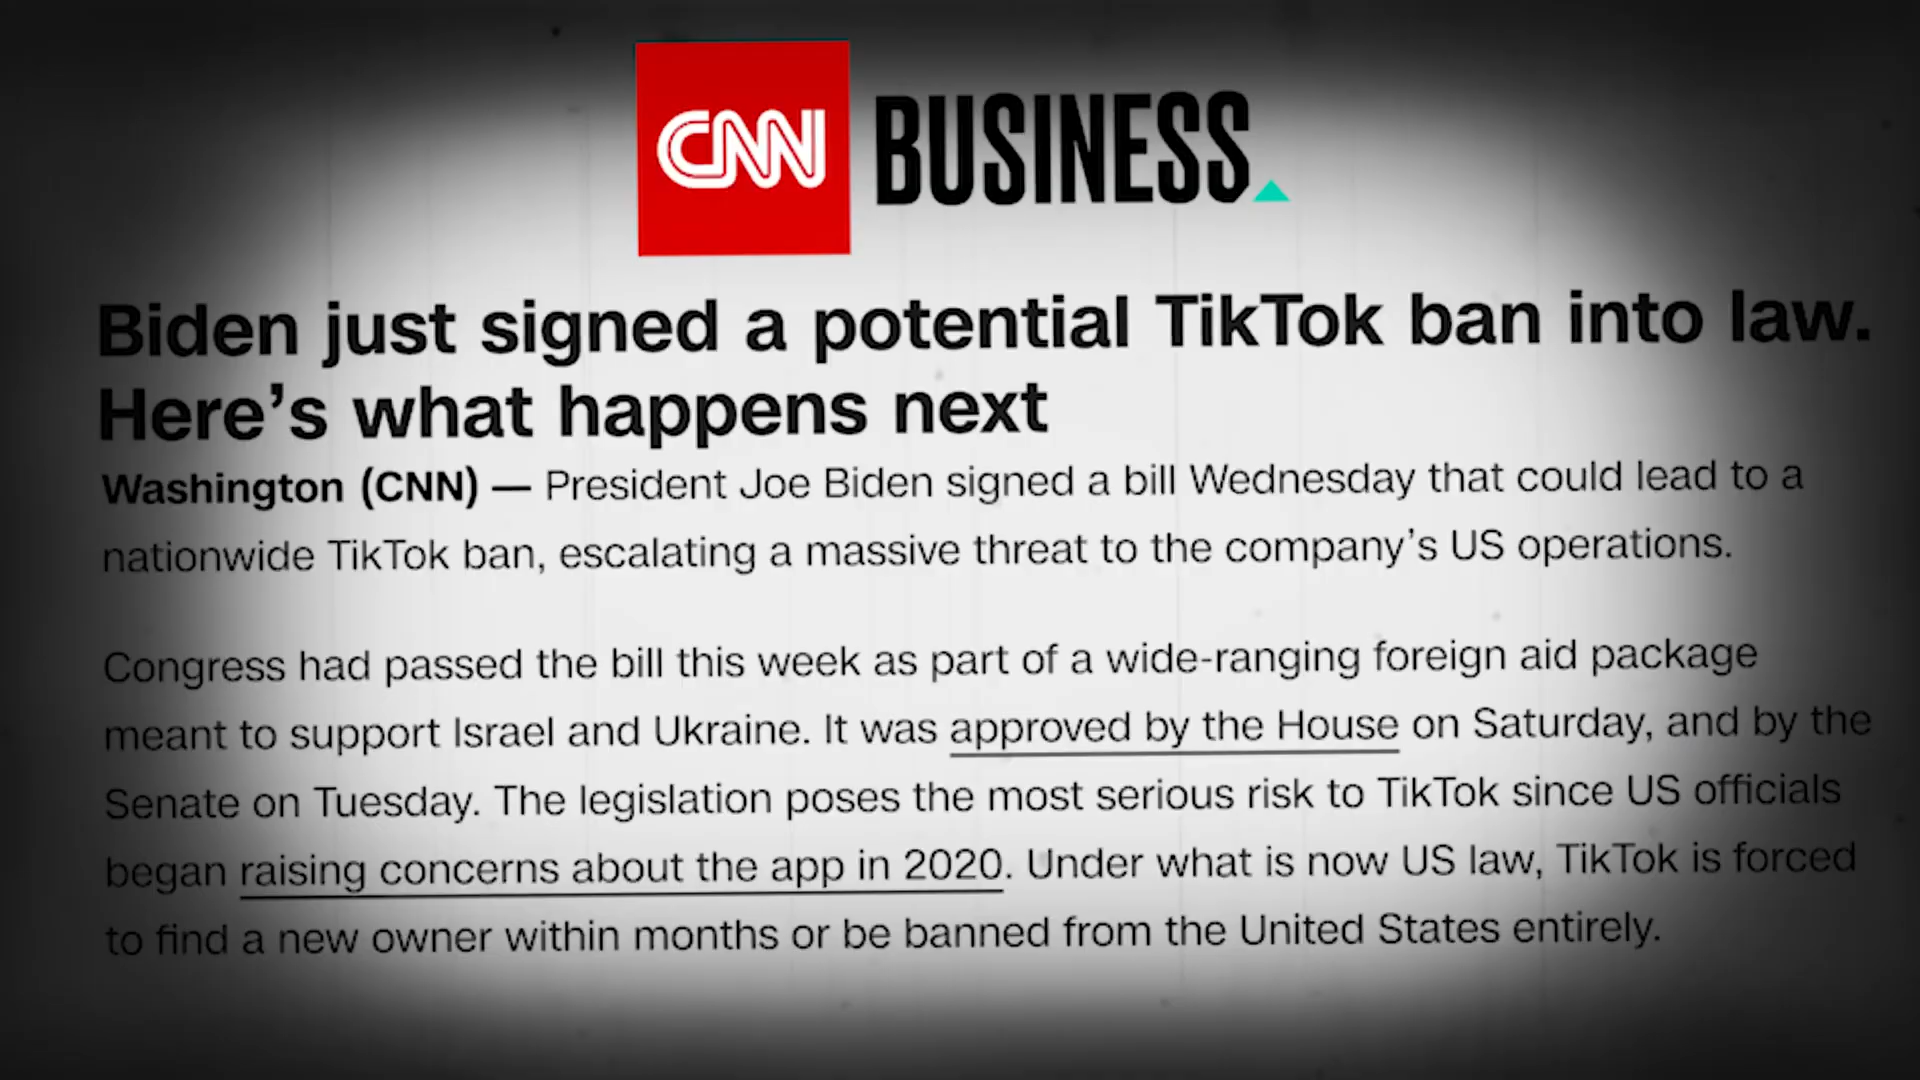 CNN BUSINESS
Biden just signed a potential TikTok ban into law.
Here’s what happens next
Washington (CNN) — President Joe Biden signed a bill Wednesday that could lead to a
nationwide TikTok ban, escalating a massive threat to the company’s US operations.
Congress had passed the bill this week as part of a wide-ranging foreign aid package
meant to support Israel and Ukraine. It was approved by the House on Saturday, and by the
Senate on Tuesday. The legislation poses the most serious risk to TikTok since US officials
began raising concerns about the app in 2020. Under what is now US law, TikTok is forced
to find a new owner within months or be banned from the United States entirely.